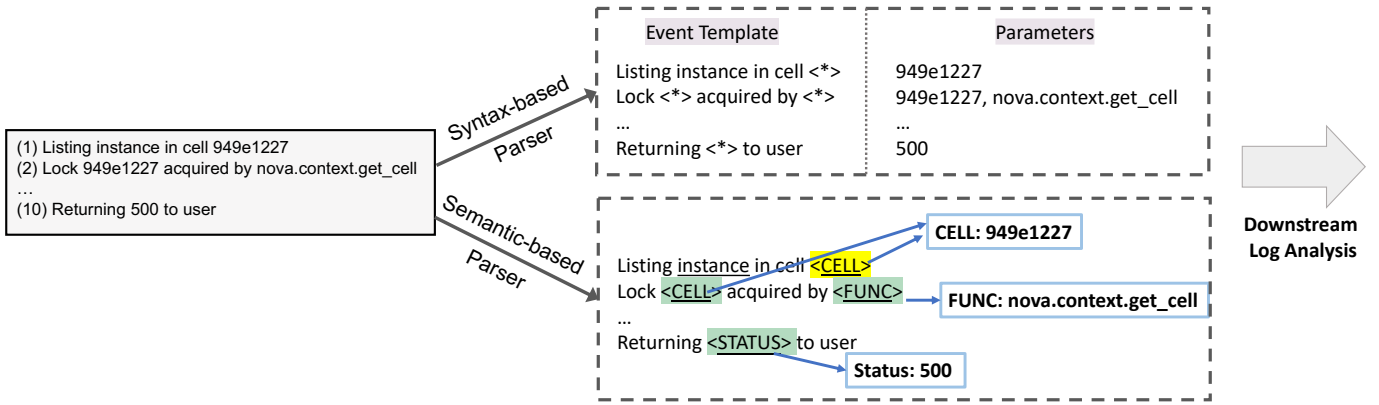 (1) Listing instance in cell 949e1227
(2) Lock 949e1227 acquired by nova.context.get_cell
…
(10) Returning 500 to user
Syntax-based
Parser
Semantic-based
Parser
Event Template
Parameters
Listing instance in cell <*>
949e1227
Lock <*> acquired by <*>
949e1227, nova.context.get_cell
…
…
Returning <*> to user
500
CELL: 949e1227
Listing instance in cell <CELL>
Lock <CELL> acquired by <FUNC>
FUNC: nova.context.get_cell
…
Returning <STATUS> to user
Status: 500
Downstream
Log Analysis